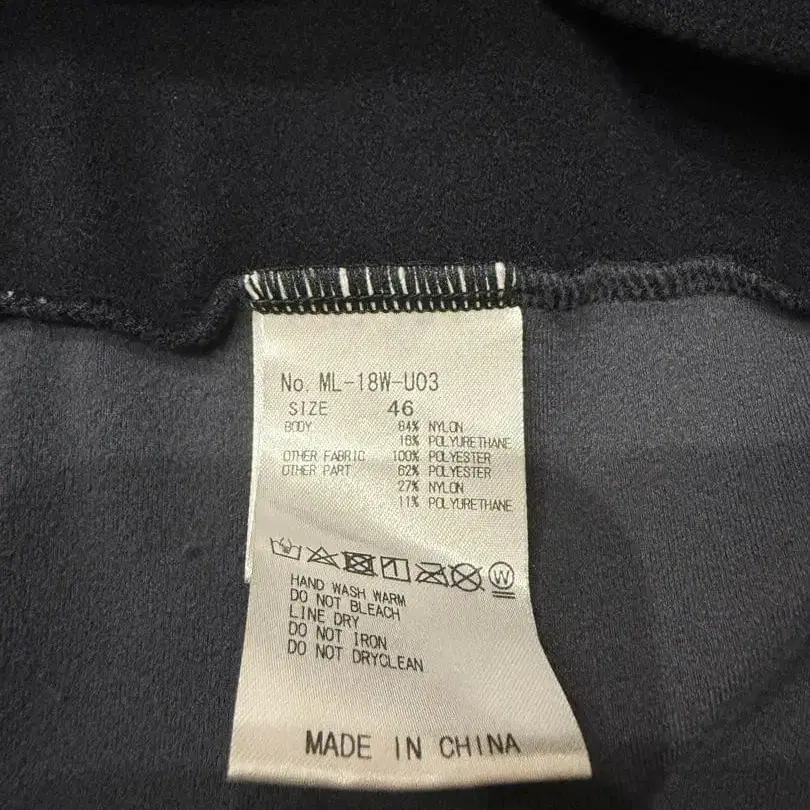 No. ML-18W-U03
SIZE 46
BODY 84% NYLON
16% POLYURETHANE
OTHER FABRIC 100% POLYESTER
OTHER PART 62% POLYESTER
27% NYLON
11% POLYURETHANE
W
HAND WASH WARM
DO NOT BLEACH
LINE DRY
DO NOT IRON
DO NOT DRYCLEAN
MADE IN CHINA